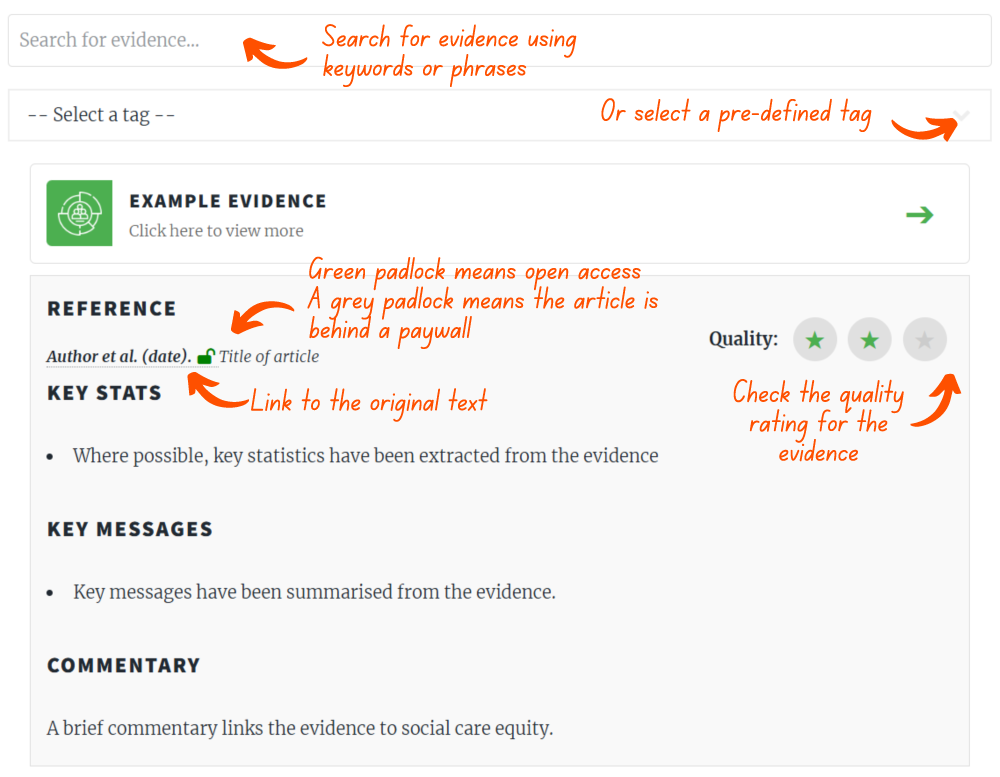 Search for evidence...
Search for evidence using
keywords or phrases
-- Select a tag --
Or select a pre-defined tag
EXAMPLE EVIDENCE
Click here to view more
Green padlock means open access
A grey padlock means the article is
behind a paywall
REFERENCE
Quality:
Author et al. (date). Title of article
Link to the original text
Check the quality
rating for the
evidence
KEY STATS
• Where possible, key statistics have been extracted from the evidence
KEY MESSAGES
• Key messages have been summarised from the evidence.
COMMENTARY
A brief commentary links the evidence to social care equity.